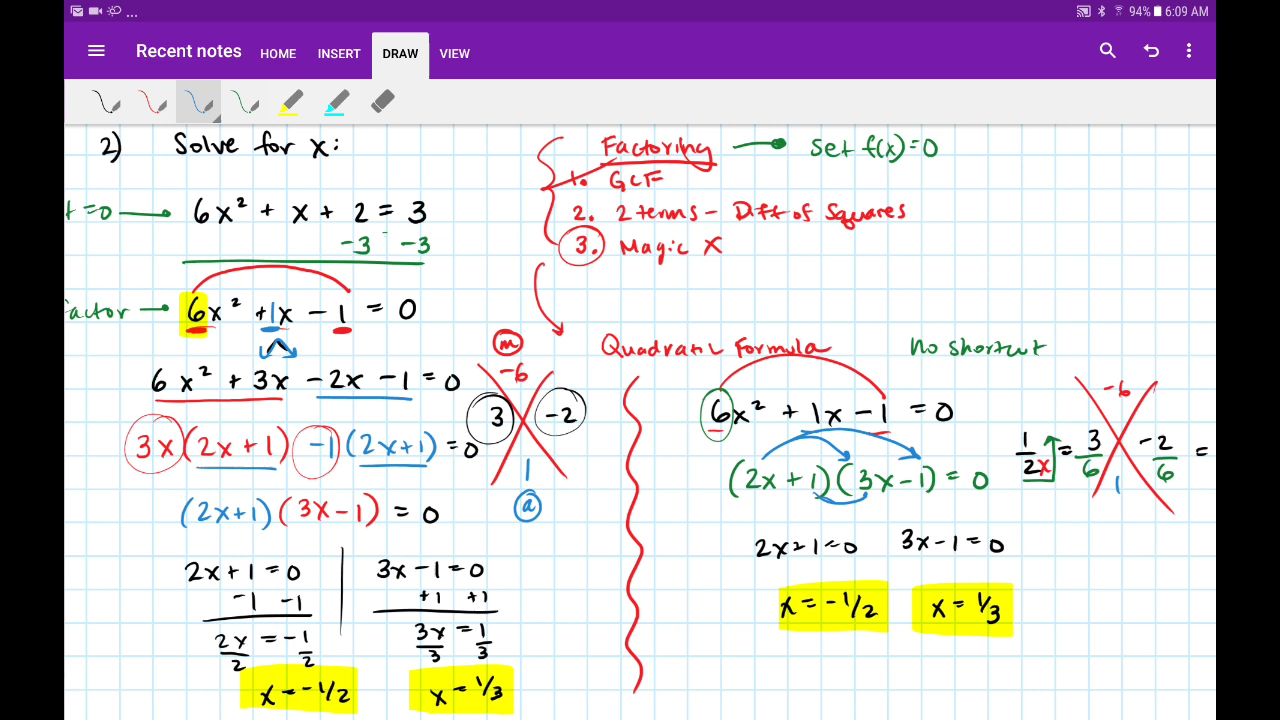 ... 94% 6:09 AM
Recent notes HOME INSERT DRAW VIEW
2) Solve for x:
t =0 6x² + x + 2 = 3
-3 -3
factor 6x² +1x - 1 = 0
6x² + 3x - 2x - 1 = 0
3x(2x+1) -1(2x+1) = 0
(2x+1)(3x-1) = 0
m
-6
3 -2
1
a
2x+1=0
-1 -1
2x/2 = -1/2
x = -1/2
3x-1=0
+1 +1
3x/3 = 1/3
x = 1/3
Factoring Set f(x)=0
1. GCF
2. 2 terms - Diff of Squares
3. Magic X
Quadratic Formula No shortcut
6x² + 1x - 1 = 0
(2x+1)(3x-1) = 0
-6
1/2x = 3/6 -2/6 =
1
2x+1=0 3x-1=0
x = -1/2 x = 1/3